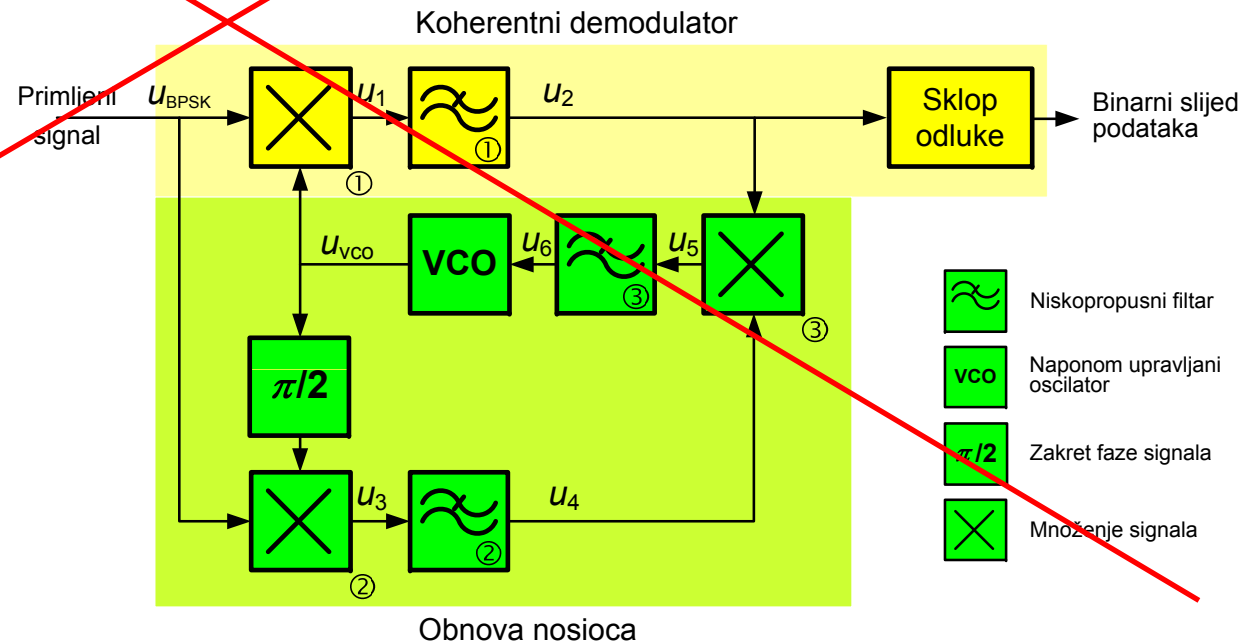 Koherentni demodulator
Primljeni
signal
uBPSK
u1
①
①
u2
Sklop
odluke
Binarni slijed
podataka
uVCO
VCO
u6
③
u5
③
π/2
u3
②
②
u4
Obnova nosioca
Niskopropusni filtar
VCO
Naponom upravljani
oscilator
π/2
Zakret faze signala
Množenje signala